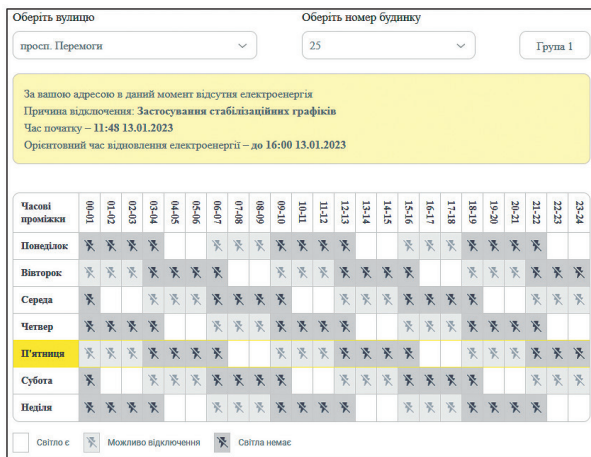 Оберіть вулицю
Оберіть номер будинку
просп. Перемоги
25
Група 1
За вашою адресою в даний момент відсутня електроенергія
Причина відключення: Застосування стабілізаційних графіків
Час початку – 11:48 13.01.2023
Орієнтовний час відновлення електроенергії – до 16:00 13.01.2023
Часові проміжки 00-01 01-02 02-03 03-04 04-05 05-06 06-07 07-08 08-09 09-10 10-11 11-12 12-13 13-14 14-15 15-16 16-17 17-18 18-19 19-20 20-21 21-22 22-23 23-24
Понеділок
Вівторок
Середа
Четвер
П'ятниця
Субота
Неділя
Світло є
Можливо відключення
Світла немає